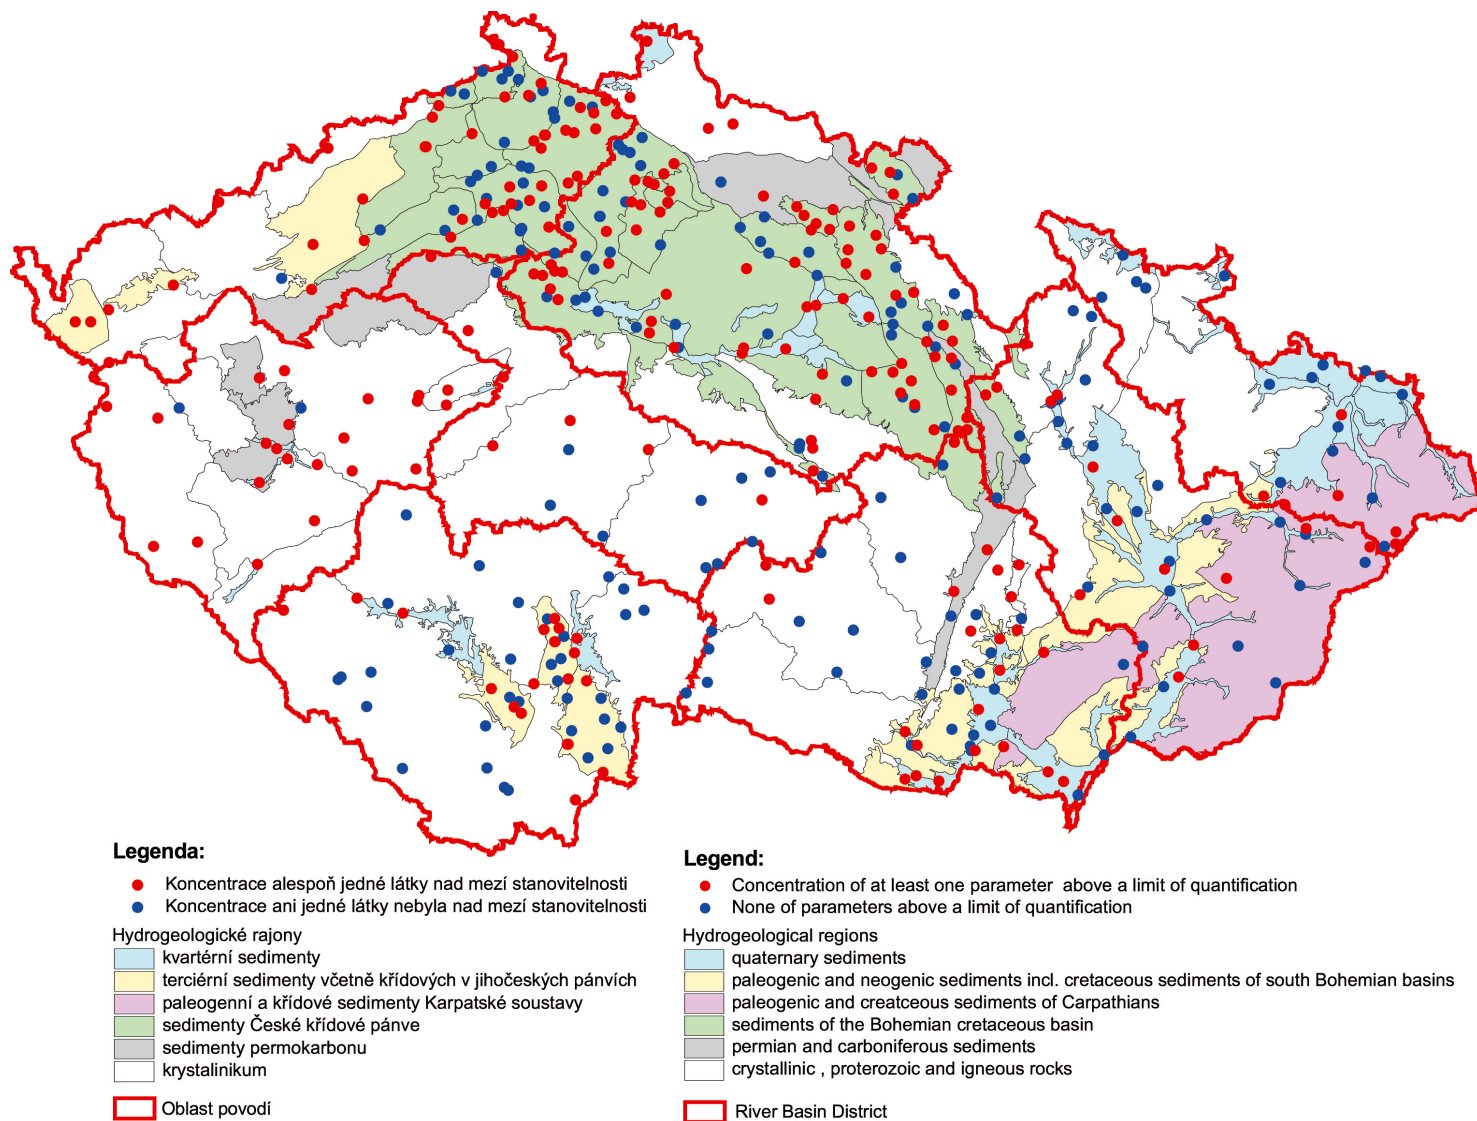 Legenda:
Koncentrace alespoň jedné látky nad mezí stanovitelnosti
Koncentrace ani jedné látky nebyla nad mezí stanovitelnosti
Hydrogeologické rajony
kvartérní sedimenty
terciérní sedimenty včetně křídových v jihočeských pánvích
paleogenní a křídové sedimenty Karpatské soustavy
sedimenty České křídové pánve
sedimenty permokarbonu
krystalinikum
Oblast povodí
Legend:
Concentration of at least one parameter above a limit of quantification
None of parameters above a limit of quantification
Hydrogeological regions
quaternary sediments
paleogenic and neogenic sediments incl. cretaceous sediments of south Bohemian basins
paleogenic and creatceous sediments of Carpathians
sediments of the Bohemian cretaceous basin
permian and carboniferous sediments
crystallinic , proterozoic and igneous rocks
River Basin District